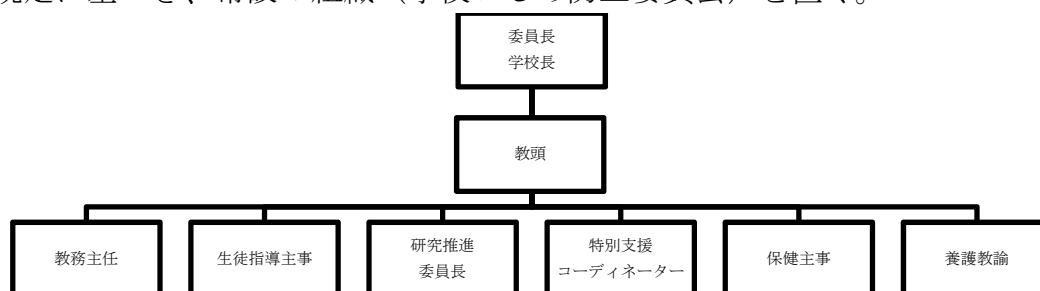 委員長
学校長
教頭
教務主任
生徒指導主事
研究推進
委員長
特別支援
コーディネーター
保健主事
養護教諭